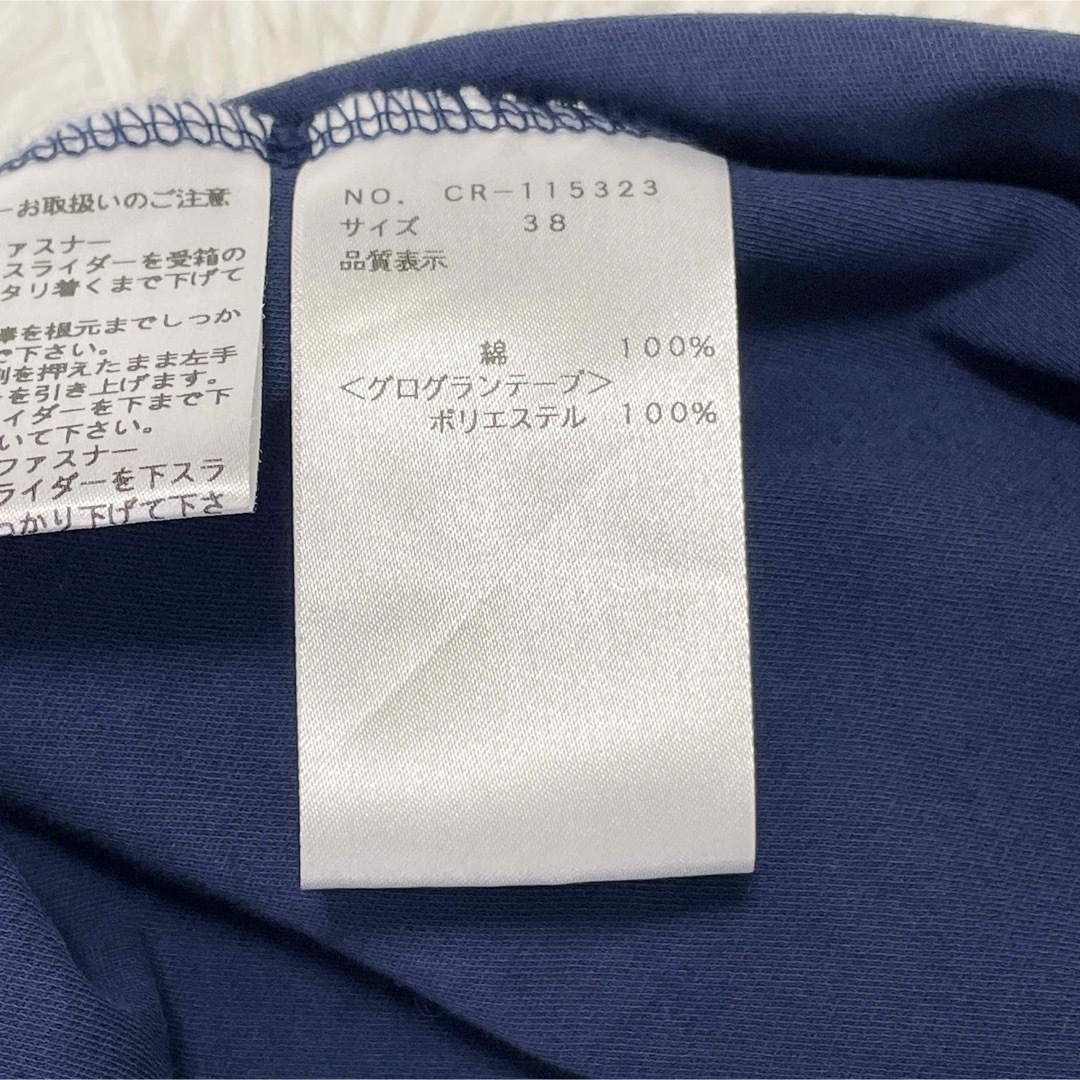 ーお取扱いのご注意
ファスナー
スライダーを受箱の
タリ着くまで下げて
を根元までしっか
で下さい。
側を押えたまま左手
を引き上げます。
イダーを下まで下
いて下さい。
ファスナー
ライダーを下スラ
っかり下げて下さ
NO. CR-115323
サイズ 38
品質表示
綿 100%
<グログランテープ>
ポリエステル 100%